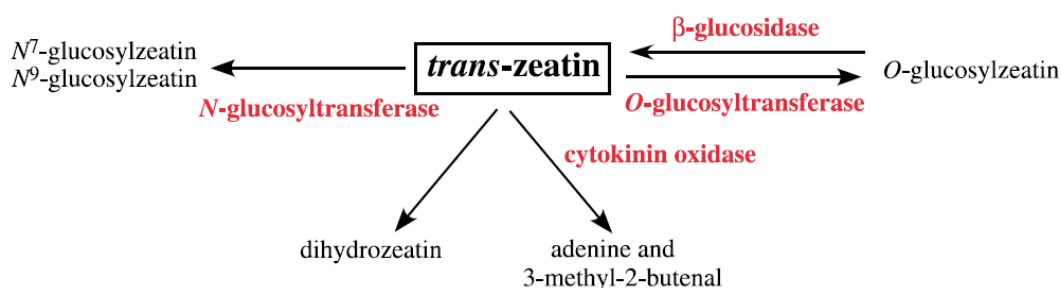 β-glucosidase
N⁷-glucosylzeatin
N⁹-glucosylzeatin
trans-zeatin
O-glucosylzeatin
N-glucosyltransferase
O-glucosyltransferase
cytokinin oxidase
dihydrozeatin
adenine and
3-methyl-2-butenal